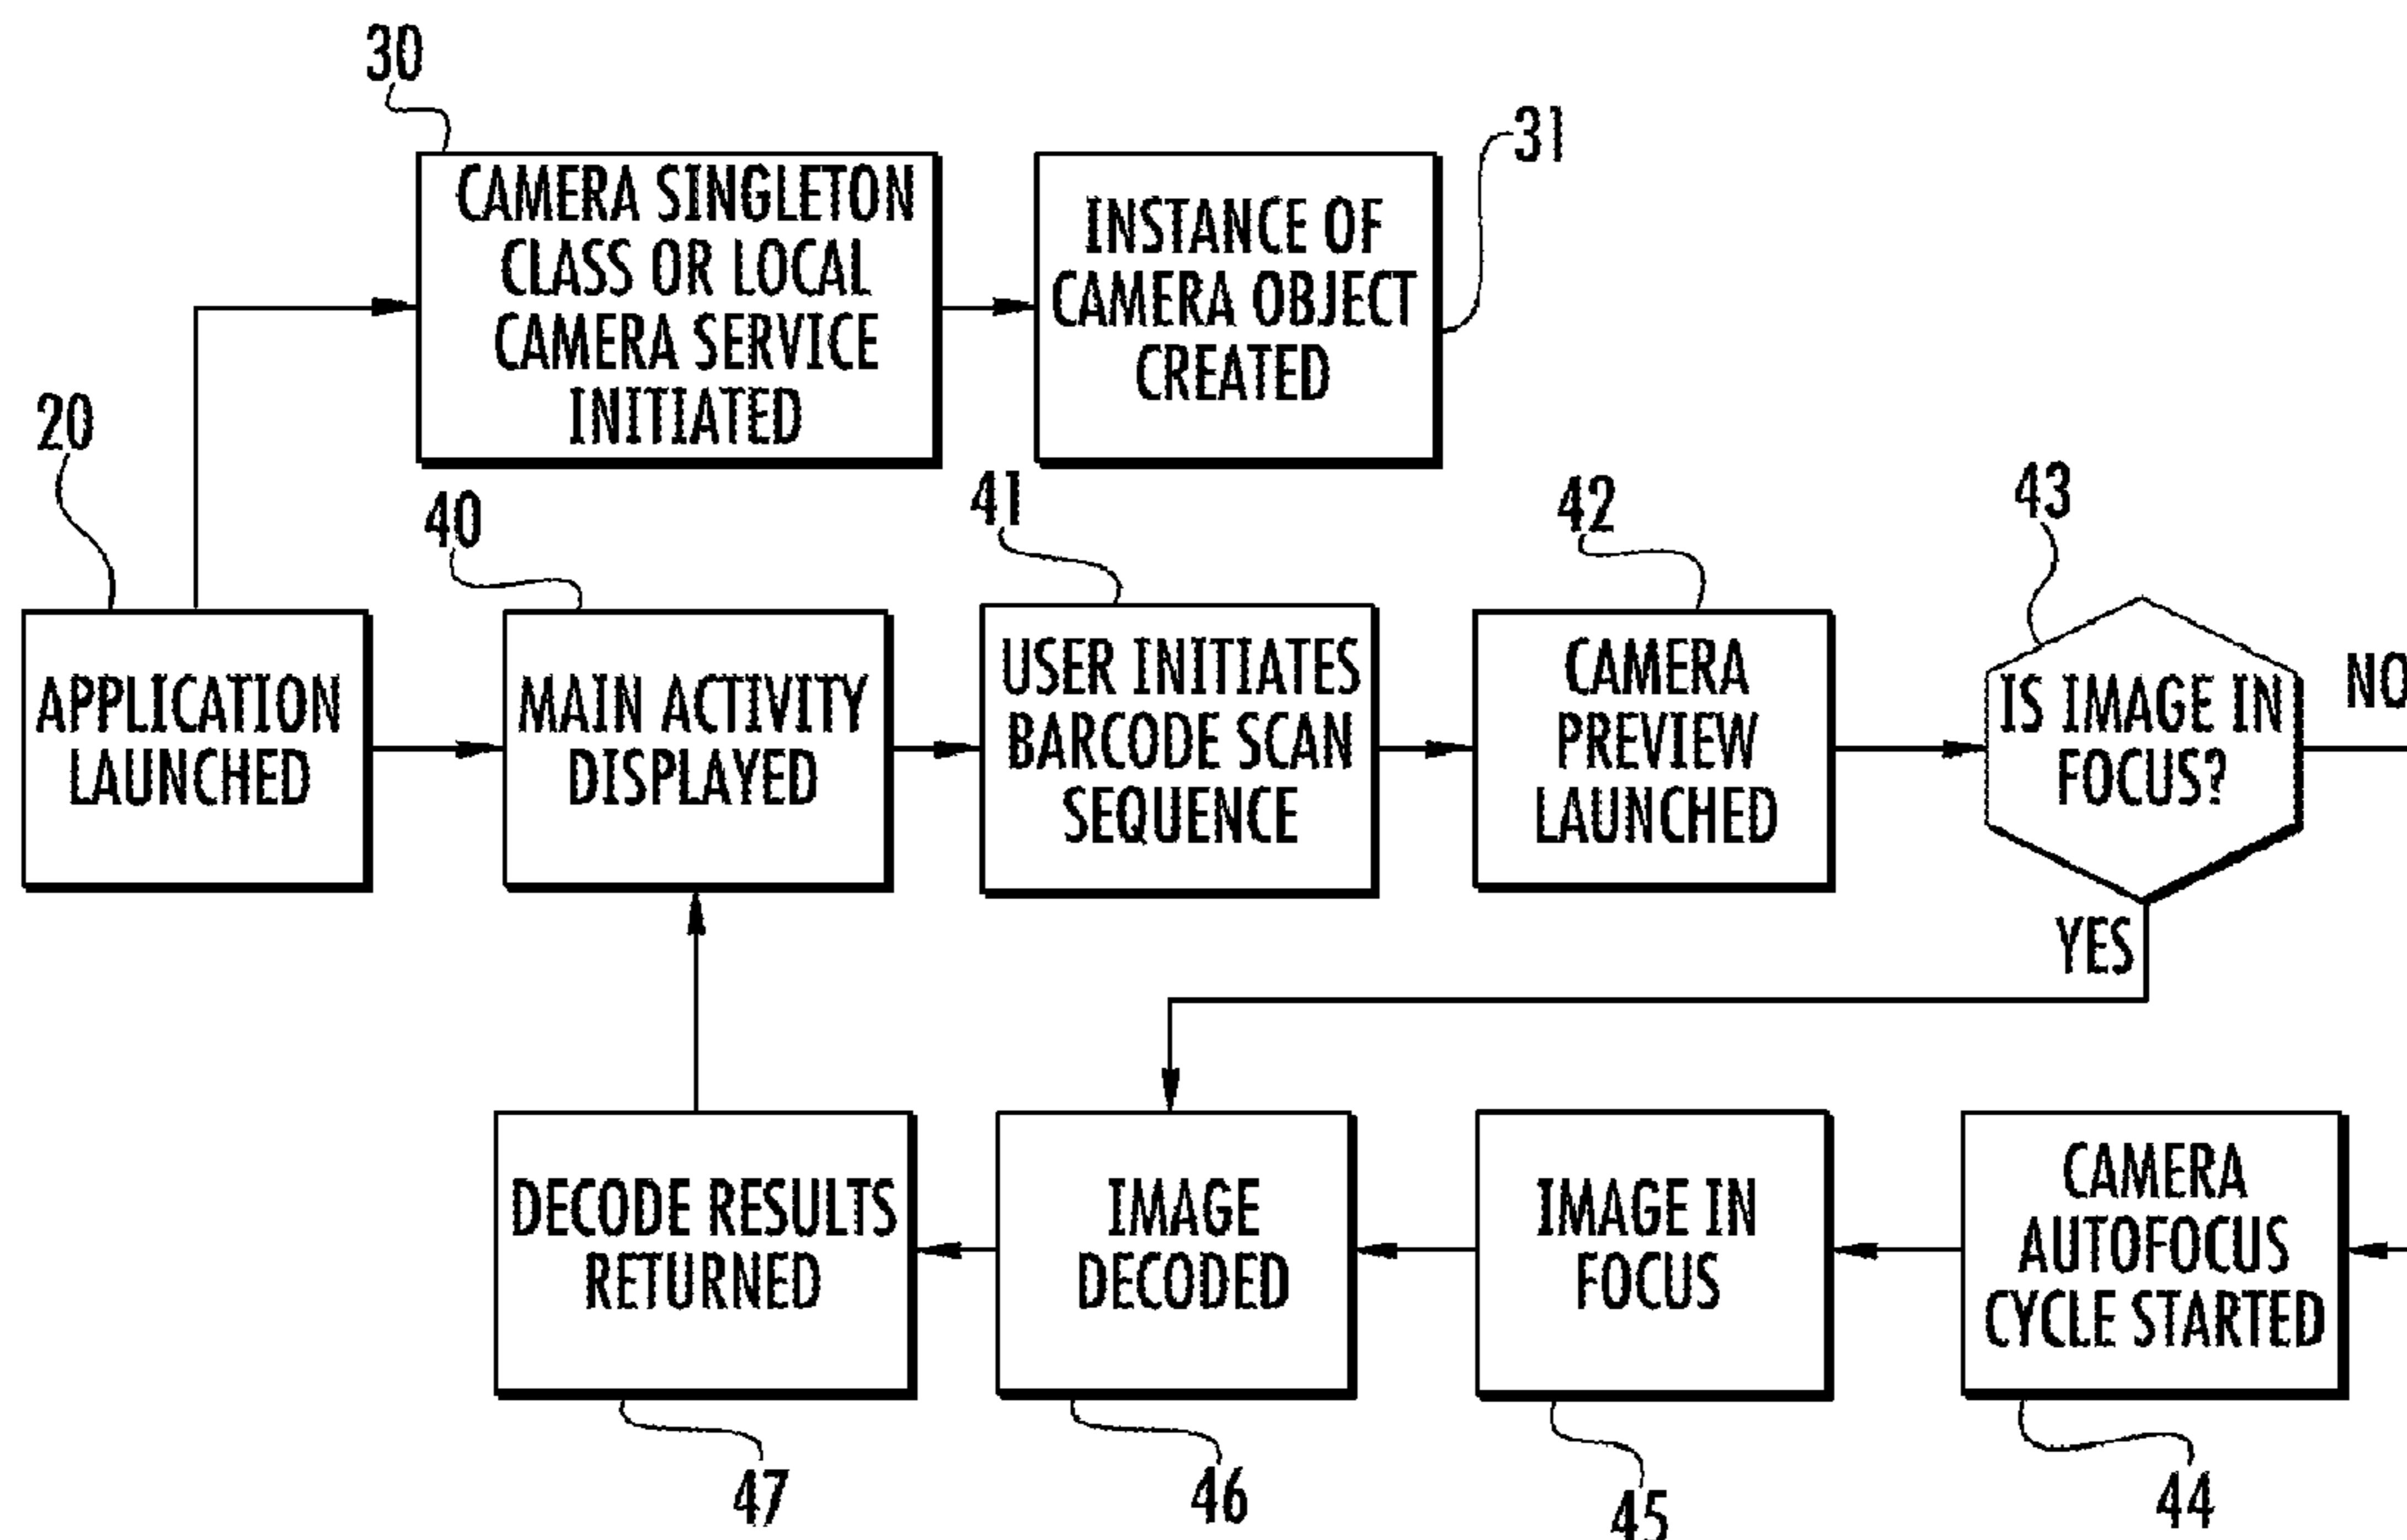 30
31
CAMERA SINGLETON
CLASS OR LOCAL
CAMERA SERVICE
INITIATED
INSTANCE OF
CAMERA OBJECT
CREATED
20
40
41
42
43
APPLICATION
LAUNCHED
MAIN ACTIVITY
DISPLAYED
USER INITIATES
BARCODE SCAN
SEQUENCE
CAMERA
PREVIEW
LAUNCHED
IS IMAGE IN
FOCUS?
NO
YES
DECODE RESULTS
RETURNED
IMAGE
DECODED
IMAGE IN
FOCUS
CAMERA
AUTOFOCUS
CYCLE STARTED
47
46
45
44